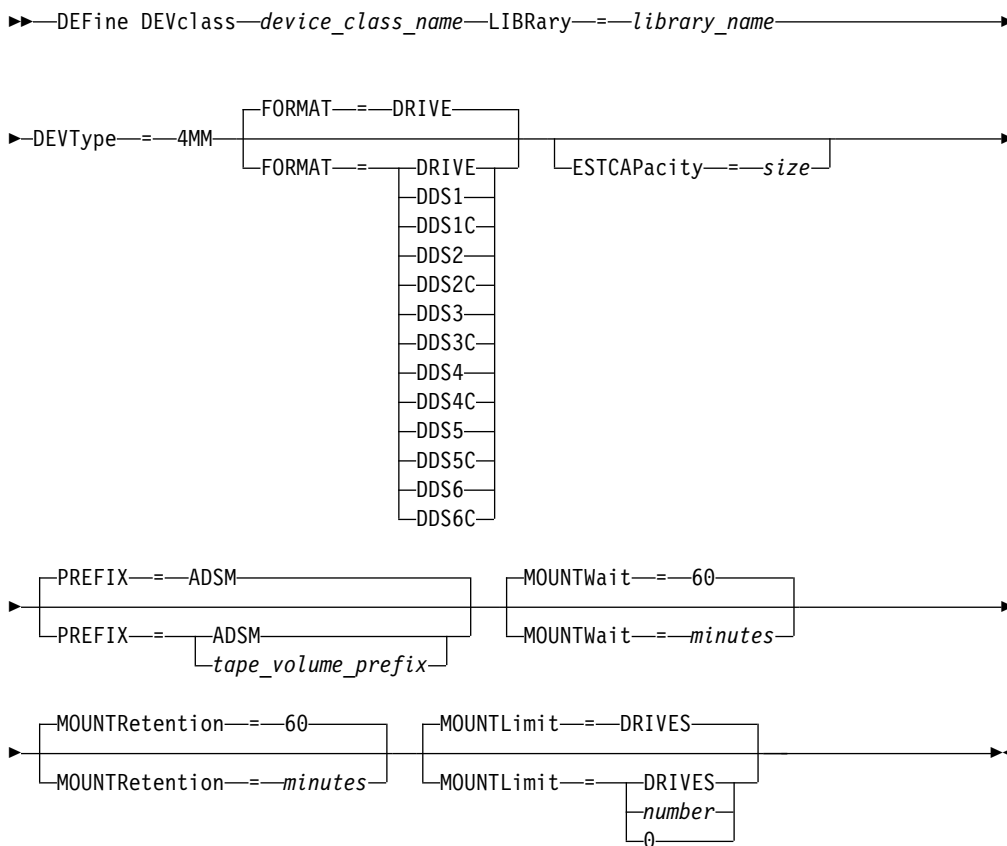 DEFine DEVclass device_class_name LIBRary = library_name
DEVType = 4MM
FORMAT = DRIVE
FORMAT = DRIVE
DDS1
DDS1C
DDS2
DDS2C
DDS3
DDS3C
DDS4
DDS4C
DDS5
DDS5C
DDS6
DDS6C
ESTCAPacity = size
PREFIX = ADSM
PREFIX = ADSM
tape_volume_prefix
MOUNTWait = 60
MOUNTWait = minutes
MOUNTRetention = 60
MOUNTRetention = minutes
MOUNTLimit = DRIVES
MOUNTLimit = DRIVES
number
0